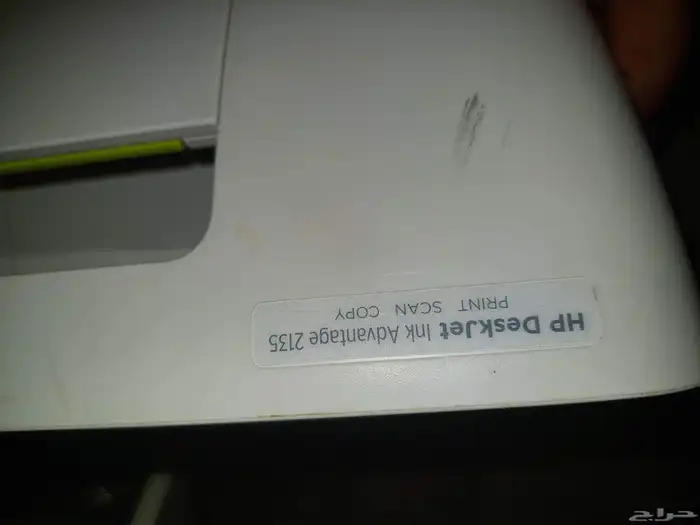 HP DeskJet Ink Advantage 2135
PRINT SCAN COPY
حراج